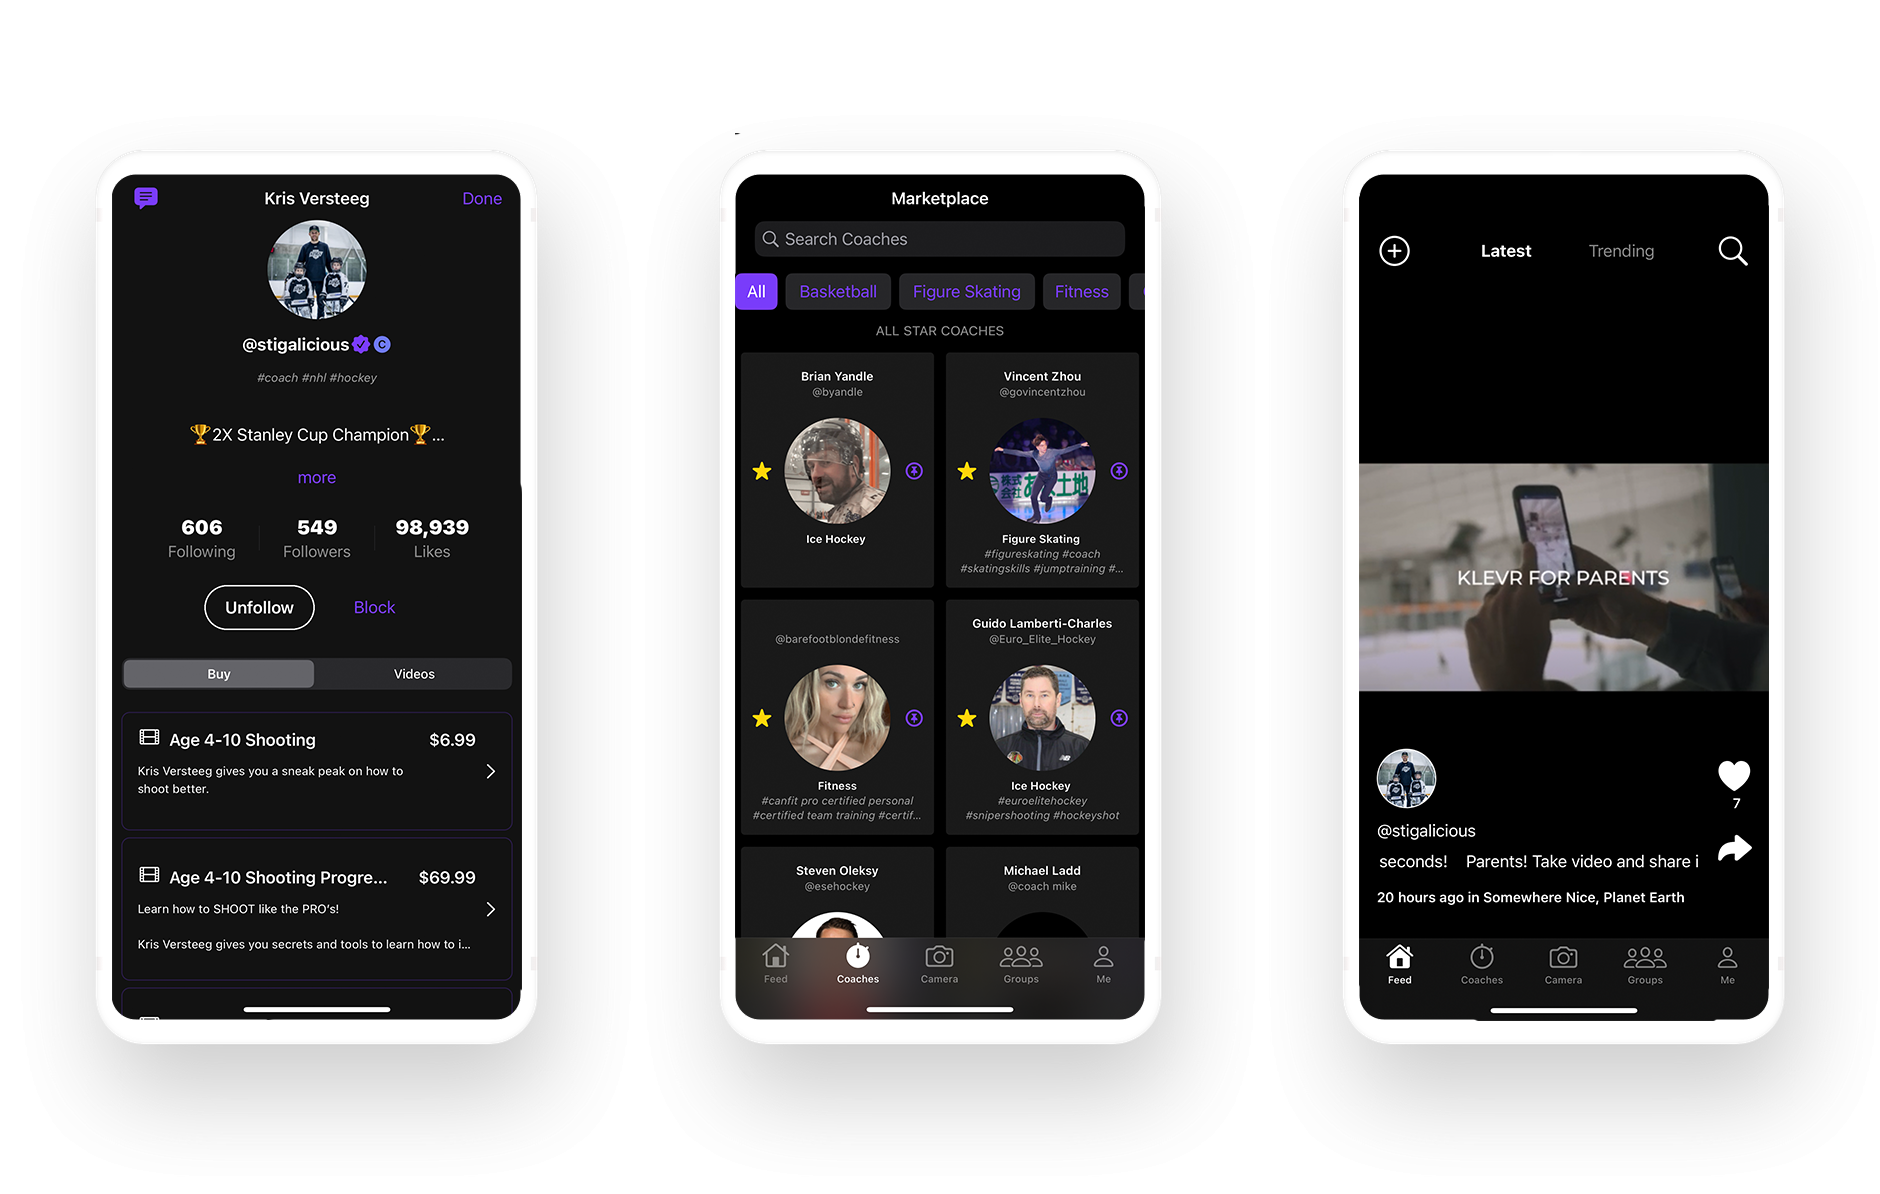 Kris Versteeg
Done
@stigalicious
C
#coach #nhl #hockey
🏆2X Stanley Cup Champion🏆...
more
606
Following
549
Followers
98,939
Likes
Unfollow
Block
Buy
Videos
Age 4-10 Shooting
$6.99
Kris Versteeg gives you a sneak peak on how to
shoot better.
Age 4-10 Shooting Progre...
$69.99
Learn how to SHOOT like the PRO's!
Kris Versteeg gives you secrets and tools to learn how to i...
Marketplace
Search Coaches
All
Basketball
Figure Skating
Fitness
ALL STAR COACHES
Brian Yandle
@byandle
Ice Hockey
Vincent Zhou
@govincentzhou
株式
会社
土地
Figure Skating
#figureskating #coach
#skatingskills #jumptraining #...
@barefootblondefitness
Fitness
#canfit pro certified personal
#certified team training #certif...
Guido Lamberti-Charles
@Euro_Elite_Hockey
Ice Hockey
#euroelitehockey
#snipershooting #hockeyshot
Steven Oleksy
@esehockey
Michael Ladd
@coach mike
Feed
Coaches
Camera
Groups
Me
Latest
Trending
KLEVR FOR PARENTS
7
@stigalicious
seconds! Parents! Take video and share i
20 hours ago in Somewhere Nice, Planet Earth
Feed
Coaches
Camera
Groups
Me